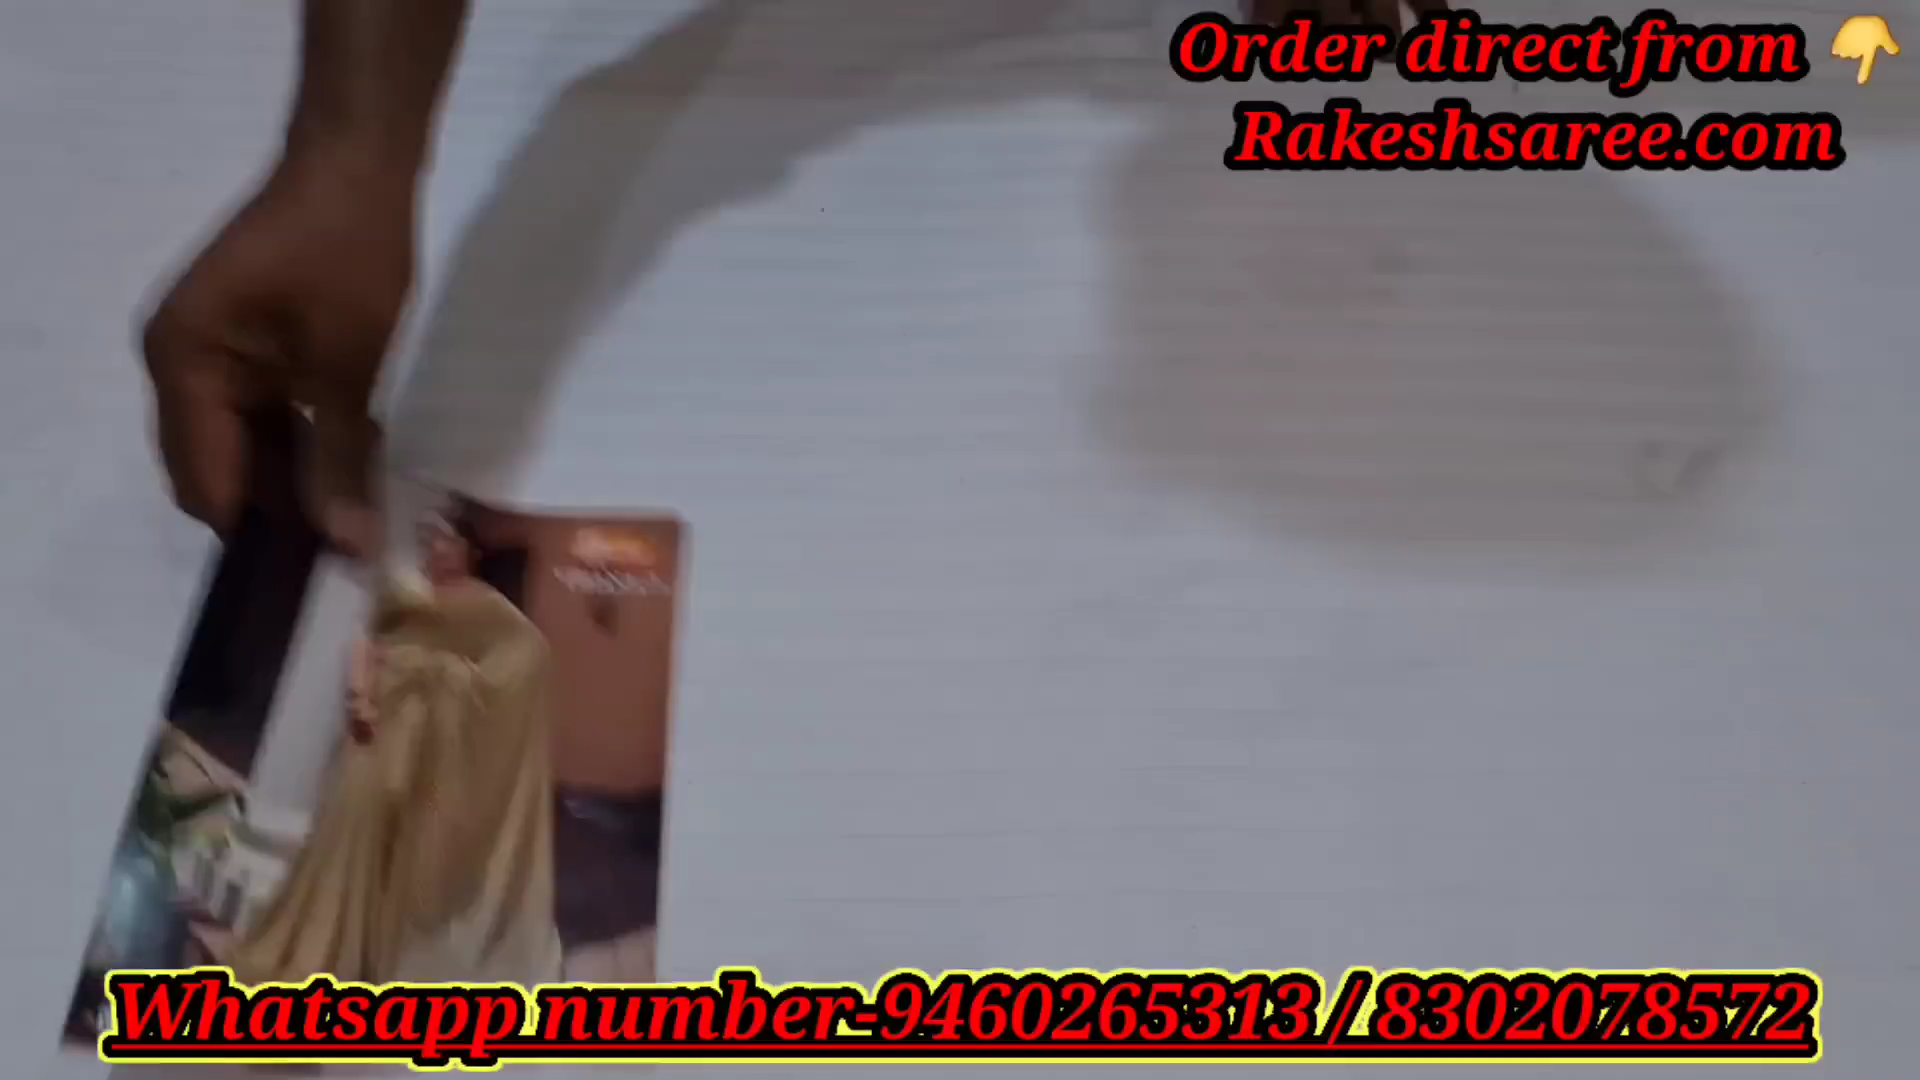 Order direct from 👇
Rakeshsaree.com
Whatsapp number-9460265313 / 8302078572